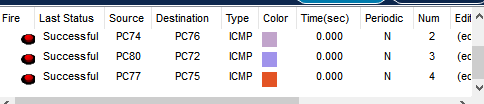 Fire Last Status Source Destination Type Color Time(sec) Periodic Num Edi
Successful PC74 PC76 ICMP 0.000 N 2 (ec
Successful PC80 PC72 ICMP 0.000 N 3 (ec
Successful PC77 PC75 ICMP 0.000 N 4 (ec